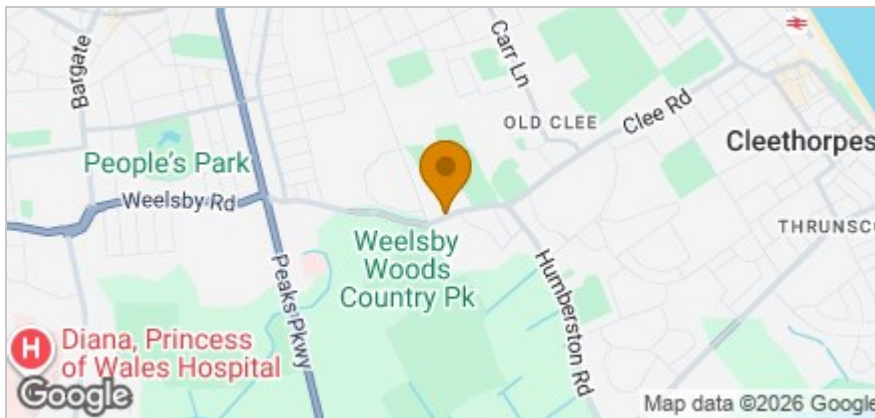 Bargate
Carr Ln
OLD CLEE
Clee Rd
Cleethorpes
People's Park
Weelsby Rd
THRUNSCO
Weelsby
Woods
Country Pk
Peaks Pkwy
Humberston Rd
H
Diana, Princess
of Wales Hospital
Google
Map data ©2026 Google